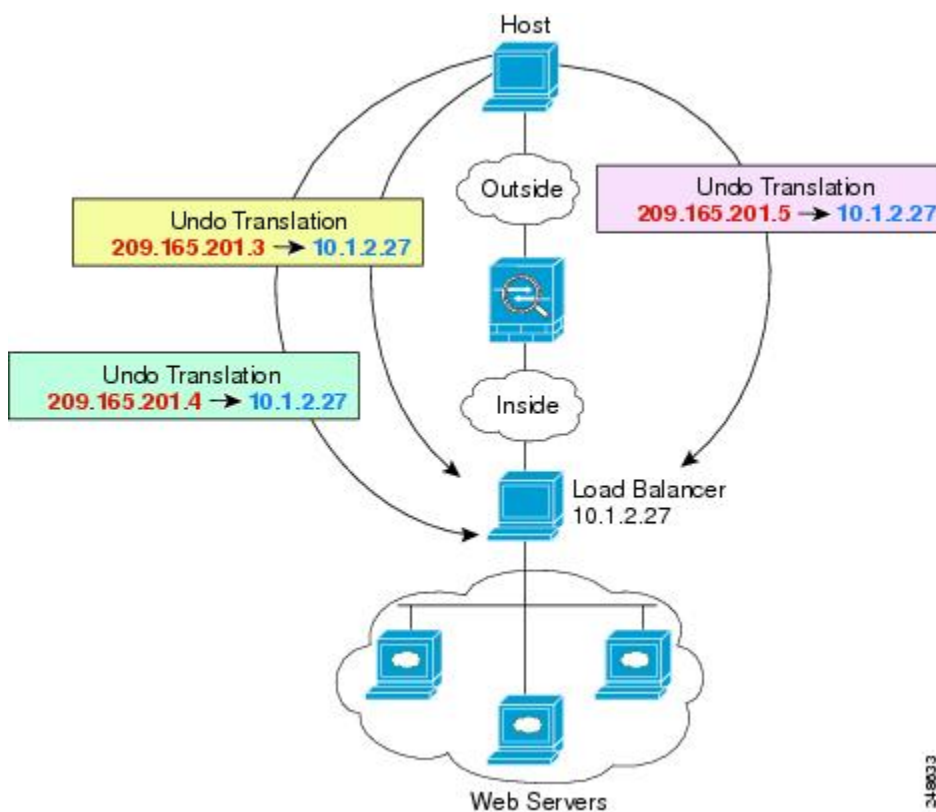 Host
Outside
Undo Translation
209.165.201.3 → 10.1.2.27
Undo Translation
209.165.201.5 → 10.1.2.27
Undo Translation
209.165.201.4 → 10.1.2.27
Inside
Load Balancer
10.1.2.27
Web Servers
248633